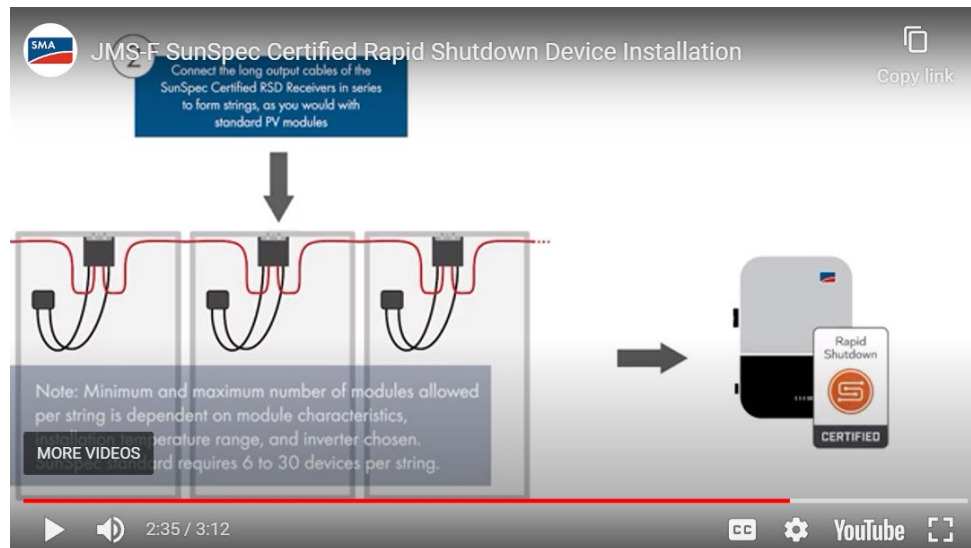 SMA
JMS-F SunSpec Certified Rapid Shutdown Device Installation
Copy link
2
Connect the long output cables of the
SunSpec Certified RSD Receivers in series
to form strings, as you would with
standard PV modules
Rapid
Shutdown
S
CERTIFIED
Note: Minimum and maximum number of modules allowed
per string is dependent on module characteristics,
installation temperature range, and inverter chosen.
SunSpec standard requires 6 to 30 devices per string.
MORE VIDEOS
2:35 / 3:12
CC
YouTube